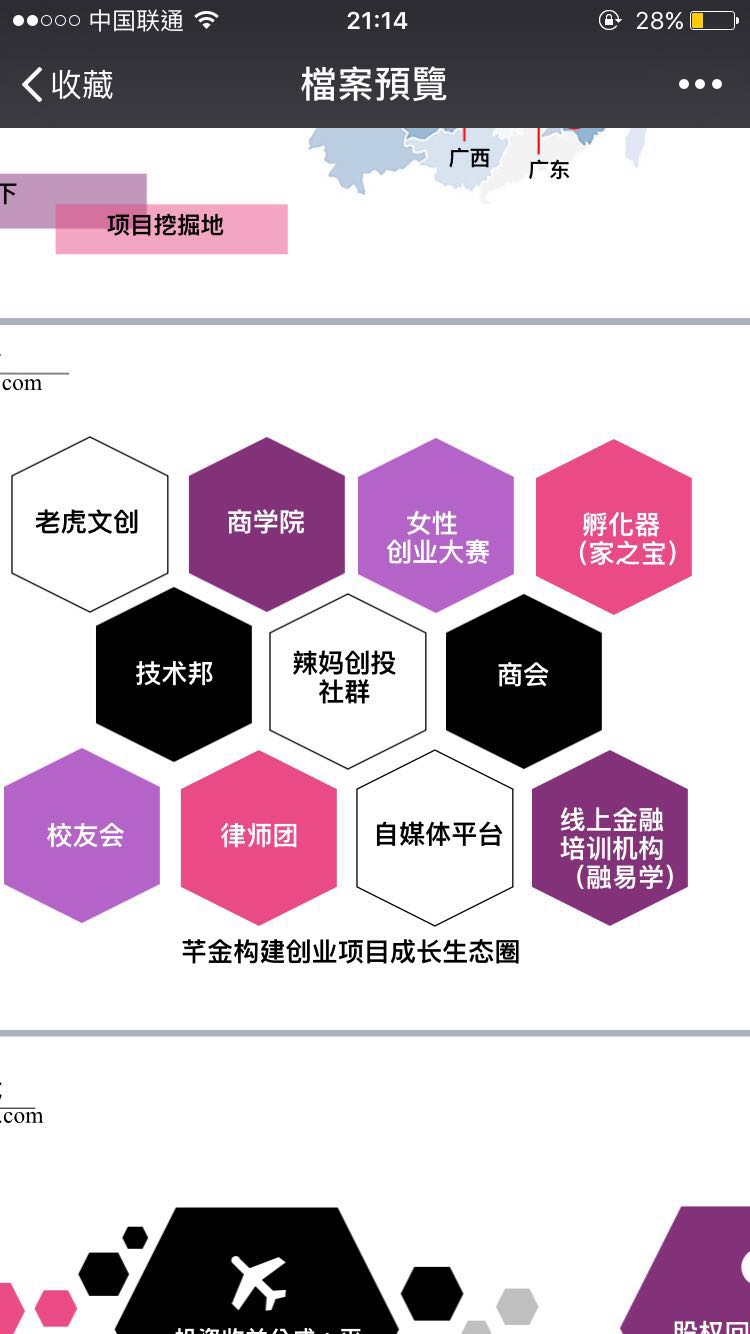 中国联通
21:14
28%
收藏
檔案預覽
广西
广东
下
项目挖掘地
.com
老虎文创
商学院
女性
创业大赛
孵化器
（家之宝）
技术邦
辣妈创投
社群
商会
校友会
律师团
自媒体平台
线上金融
培训机构
（融易学）
芊金构建创业项目成长生态圈
.com